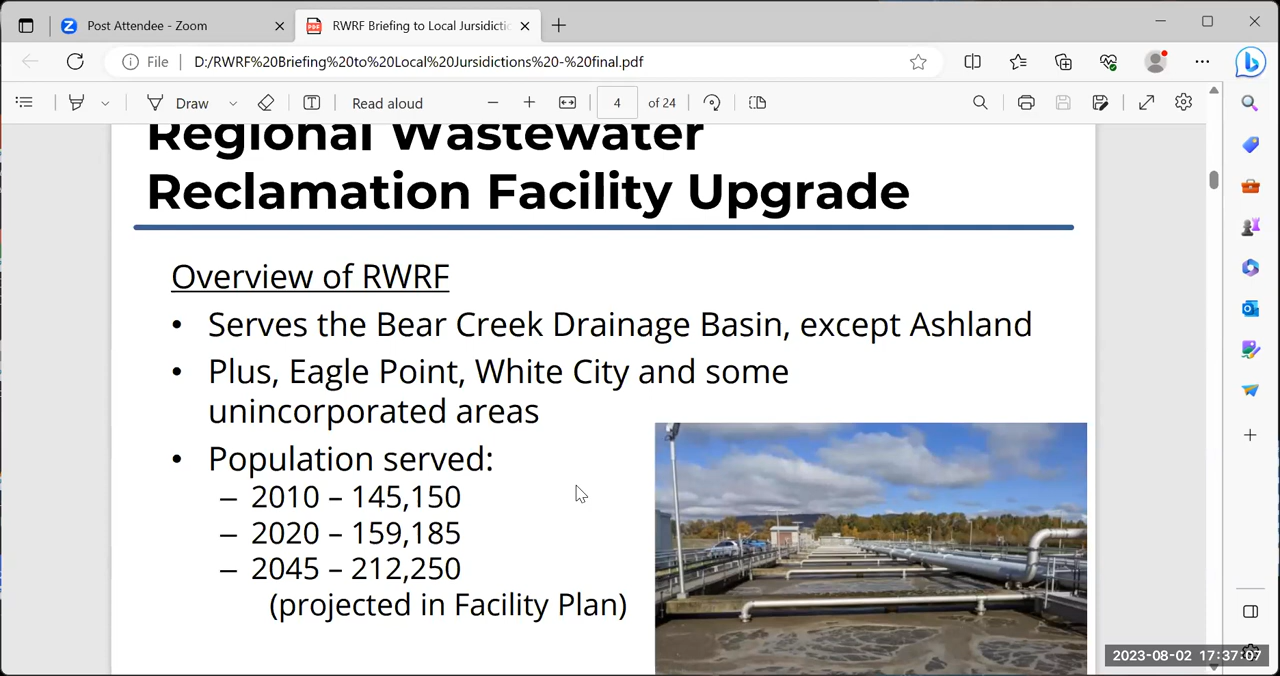 Post Attendee - Zoom
RWRF Briefing to Local Jursidictic
File
D:/RWRF%20Briefing%20to%20Local%20Jursidictions%20-%20final.pdf
Draw
Read aloud
4
of 24
Regional Wastewater
Reclamation Facility Upgrade
Overview of RWRF
• Serves the Bear Creek Drainage Basin, except Ashland
• Plus, Eagle Point, White City and some
unincorporated areas
• Population served:
– 2010 – 145,150
– 2020 – 159,185
– 2045 – 212,250
(projected in Facility Plan)
2023-08-02 17:37:07